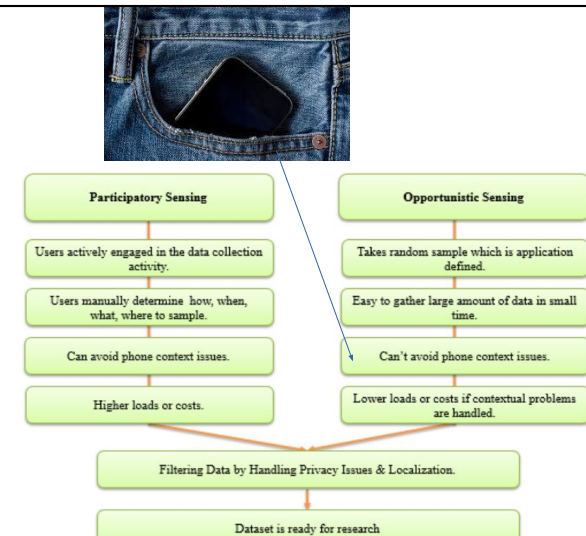 Participatory Sensing
Users actively engaged in the data collection
activity.
Users manually determine how, when,
what, where to sample.
Can avoid phone context issues.
Higher loads or costs.
Opportunistic Sensing
Takes random sample which is application
defined.
Easy to gather large amount of data in small
time.
Can't avoid phone context issues.
Lower loads or costs if contextual problems
are handled.
Filtering Data by Handling Privacy Issues & Localization.
Dataset is ready for research